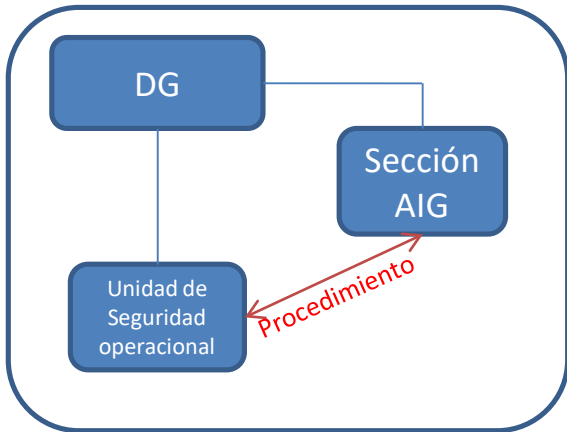 DG
Sección
AIG
Unidad de
Seguridad
operacional
Procedimiento